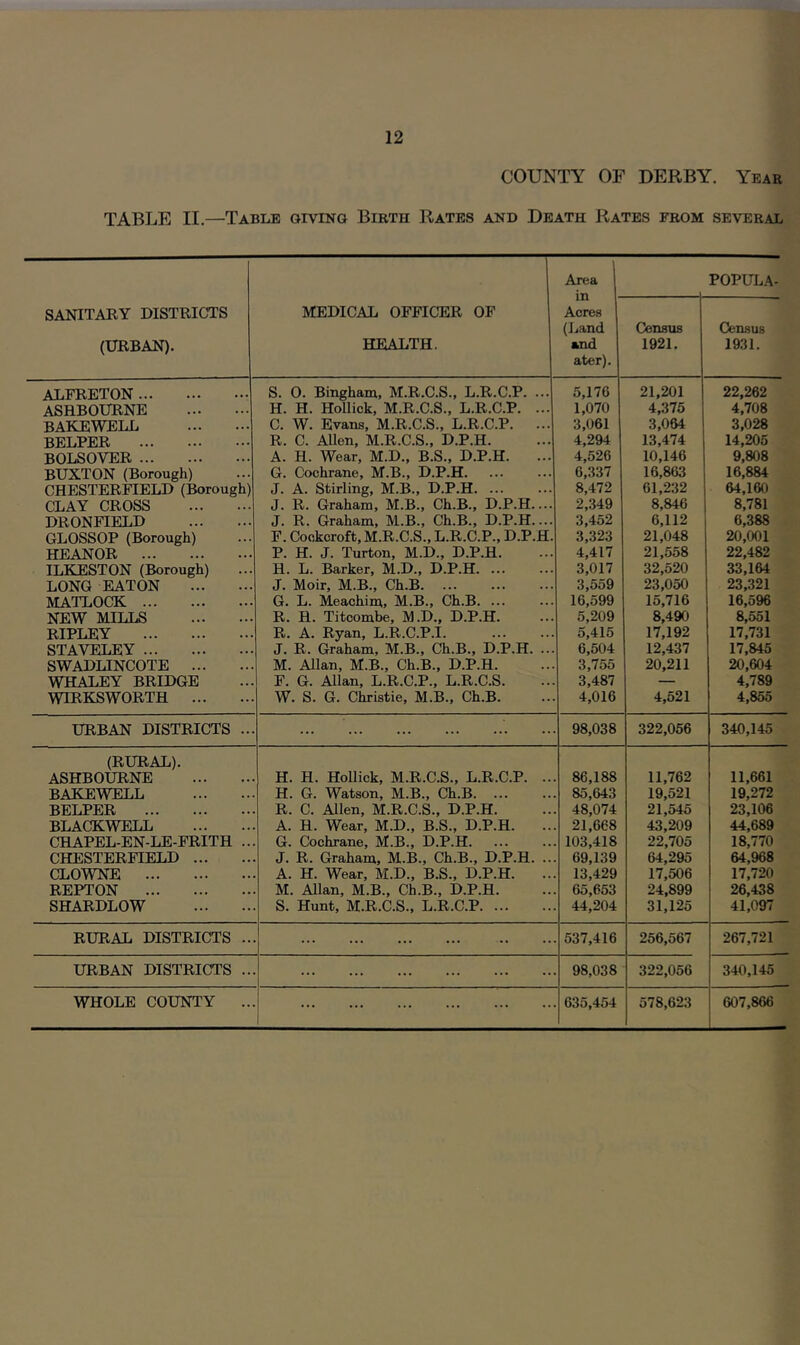 12
COUNTY OF DERBY. Year
TABLE II.—Table giving Birth Rates and Death Rates from several
SANITARY DISTRICTS (URBAN). | MEDICAL OFFICER OF HEALTH. | Area in Acres (Land and ater). | POPULA-
Census 1921. | Census 1931.
ALFRETON ... ... ... | S. O. Bingham, M.R.C.S., L.R.C.P. ... | 5,176 | 21,201 | 22,262
ASHBOURNE ... ... | H. H. Hollick, M.R.C.S., L.R.C.P. ... | 1,070 | 4,375 | 4,708
BAKEWELL ... ... | C. W. Evans, M.R.C.S., L.R.C.P. ... | 3,061 | 3,064 | 3,028
BELPER ... ... ... | R. C. Allen, M.R.C.S., D.P.H. ... | 4,294 | 13,474 | 14,205
BOLSOVER ... ... ... | A. H. Wear, M.D., B.S., D.P.H. ... | 4,526 | 10,146 | 9,808
BUXTON (Borough) ... | G. Cochrane, M.B., D.P.H. ... ... | 6,337 | 16,863 | 16,884
CHESTERFIELD (Borough) | J. A. Stirling, M.B., D.P.H. ... ... | 8,472 | 61,232 | 64,160
CLAY CROSS ... ... | J. R. Graham, M.B., Ch.B., D.P.H.... | 2,349 | 8,846 | 8,781
DRONFIELD ... ... | J. R. Graham, M.B., Ch.B., D.P.H.... | 3,452 | 6,112 | 6,388
GLOSSOP (Borough) ... | F. Cockcroft, M.R.C.S., L.R.C.P., D.P.H. | 3,323 | 21,048 | 20,001
HEANOR ... ... ... | P. H. J. Turton, M.D., D.P.H. ... | 4,417 | 21,558 | 22,482
ILKESTON (Borough) ... | H. L. Barker, M.D., D.P.H. ... ... | 3,017 | 32,520 | 33,164
LONG EATON ... ... | J. Moir, M.B., Ch.B. ... ... ... | 3,559 | 23,050 | 23,321
MATLOCK ... ... ... | G. L. Meachim, M.B., Ch.B. ... ... | 16,599 | 15,716 | 16,596
NEW MILLS ... ... | R. H. Titcombe, M.D., D.P.H. ... | 5,209 | 8,490 | 8,551
RIPLEY ... ... ... | R. A. Ryan, L.R.C.P.I. ... ... | 5,415 | 17,192 | 17,731
STAVELEY ... ... ... | J. R. Graham, M.B., Ch.B., D.P.H. ... | 6,504 | 12,437 | 17,845
SWADLINCOTE ... ... | M. Allan, M.B., Ch.B., D.P.H. ... | 3,755 | 20,211 | 20,604
WHALEY BRIDGE | F. G. Allan, L.R.C.P., L.R.C.S. ... | 3,487 | — | 4,789
WIRKSWORTH ... ... | W. S. G. Christie, M.B., Ch.B. ... | 4,016 | 4,521 | 4,855
URBAN DISTRICTS ... | ... ... ... ... ... ... | 98,038 | 322,056 | 340,145
(RURAL).
ASHBOURNE ... ... | H. H. Hollick, M.R.C.S., L.R.C.P. ... | 86,188 | 11,762 | 11,661
BAKEWELL ... ... | H. G. Watson, M.B., Ch.B. ... ... | 85,643 | 19,521 | 19,272
BELPER ... ... ... | R. C. Allen, M.R.C.S., D.P.H. ... | 48,074 | 21,545 | 23,106
BLACKWELL ... ... | A. H. Wear, M.D., B.S., D.P.H. ... | 21,668 | 43,209 | 44,689
CHAPEL-EN-LE-FRITH ... | G. Cochrane, M.B., D.P.H. ... ... | 103,418 | 22,705 | 18,770
CHESTERFIELD ... ... | J. R. Graham, M.B., Ch.B., D.P.H. ... | 69,139 | 64,295 | 64,968
CLOWNE ... ... ... | A. H. Wear, M.D., B.S., D.P.H. ... | 13,429 | 17,506 | 17,720
REPTON ... ... ... | M. Allan, M.B., Ch.B., D.P.H. ... | 65,653 | 24,899 | 26,438
SHARDLOW ... ... | S. Hunt, M.R.C.S., L.R.C.P. ... ... | 44,204 | 31,125 | 41,097
RURAL DISTRICTS ... | ... ... ... ... .. ... | 537,416 | 256,567 | 267,721
URBAN DISTRICTS ... | ... ... ... ... ... ... | 98,038 | 322,056 | 340,145
WHOLE COUNTY ... | ... ... ... ... ... ... | 635,454 | 578,623 | 607,866